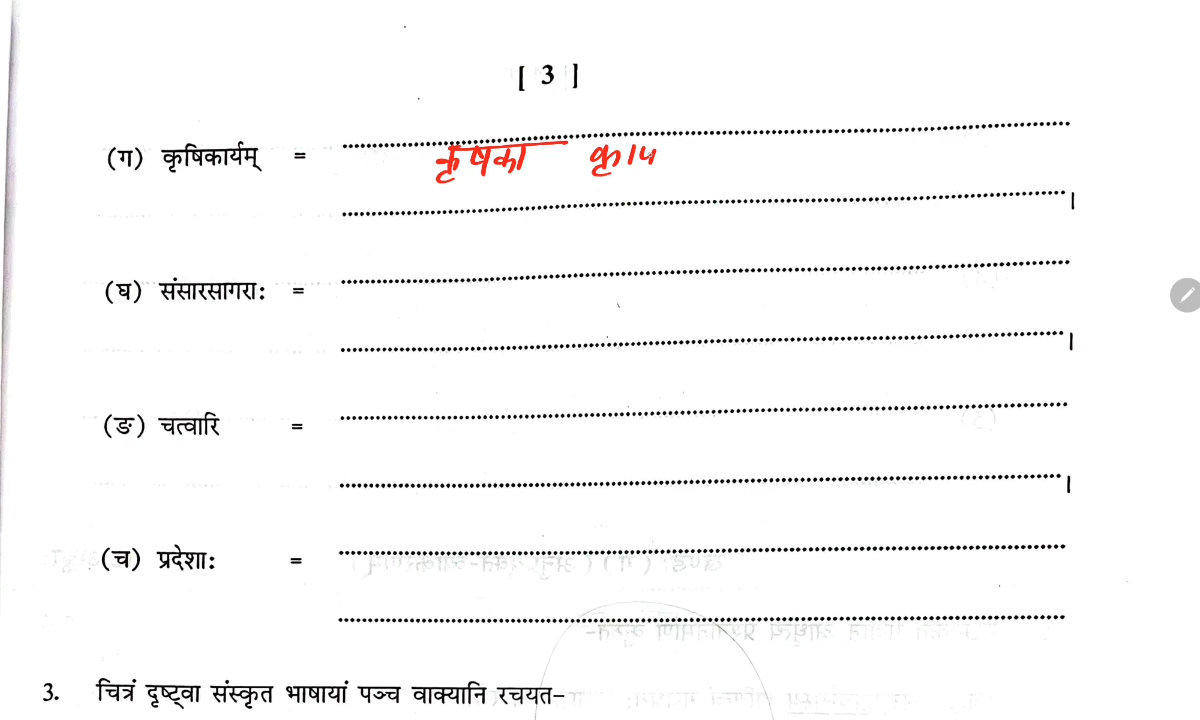 [ 3 ]
(ग) कृषिकार्यम् = ........................................
कृषका
........................................।
(घ) संसारसागराः = ........................................
........................................।
(ङ) चत्वारि = ........................................
........................................।
(च) प्रदेशाः = ........................................
........................................
3. चित्रं दृष्ट्वा संस्कृत भाषायां पञ्च वाक्यानि रचयत–